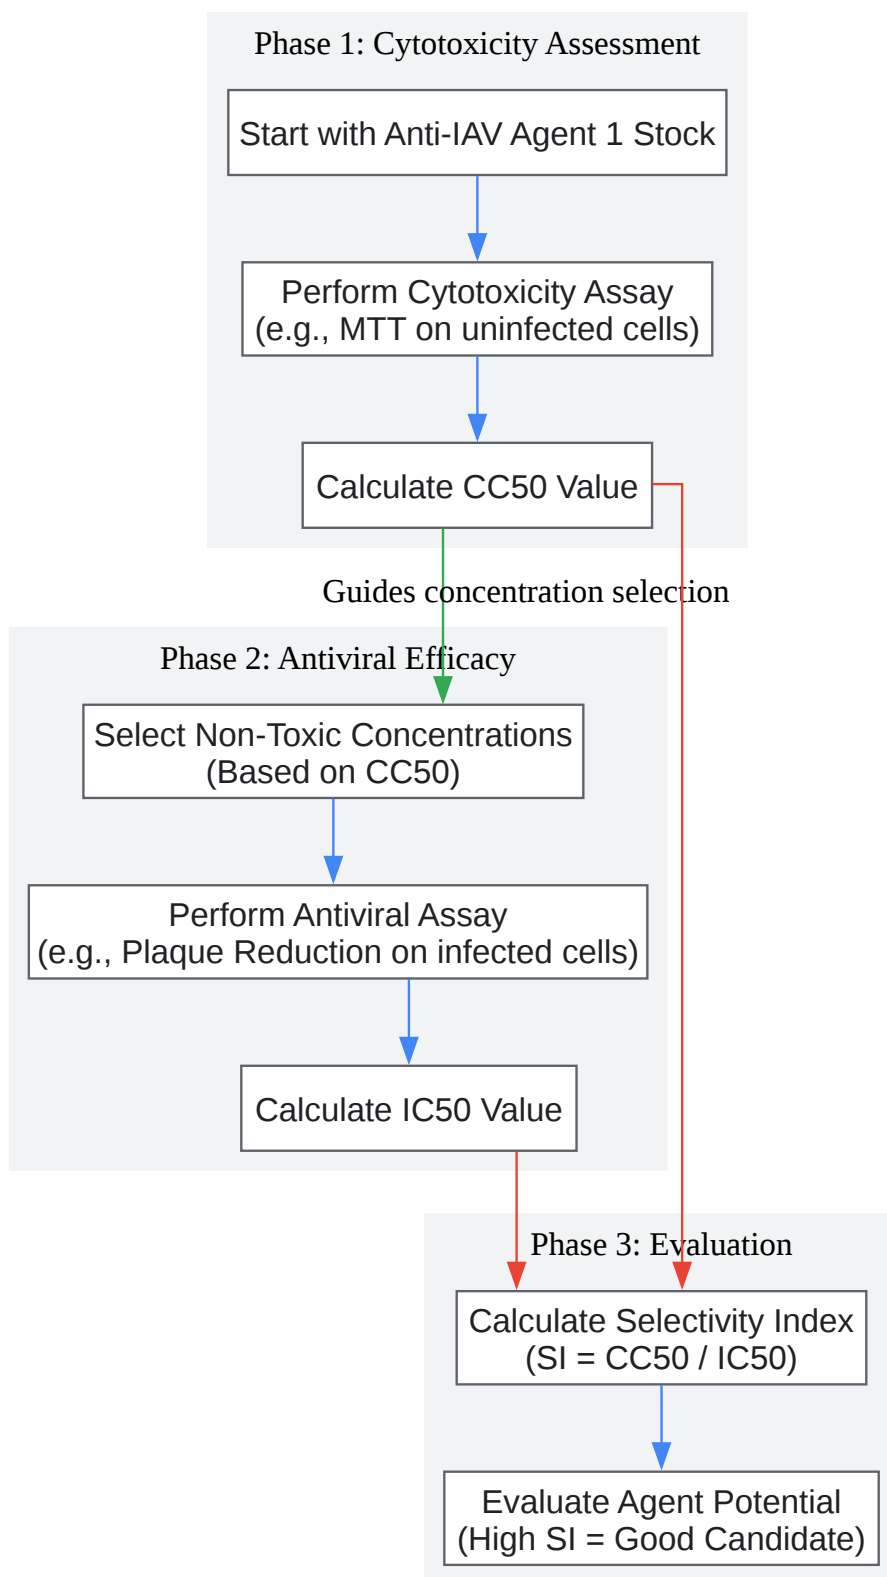 Phase 1: Cytotoxicity Assessment
Start with Anti-IAV Agent 1 Stock
Perform Cytotoxicity Assay
(e.g., MTT on uninfected cells)
Calculate CC50 Value
Guides concentration selection
Phase 2: Antiviral Efficacy
Select Non-Toxic Concentrations
(Based on CC50)
Perform Antiviral Assay
(e.g., Plaque Reduction on infected cells)
Calculate IC50 Value
Phase 3: Evaluation
Calculate Selectivity Index
(SI = CC50 / IC50)
Evaluate Agent Potential
(High SI = Good Candidate)